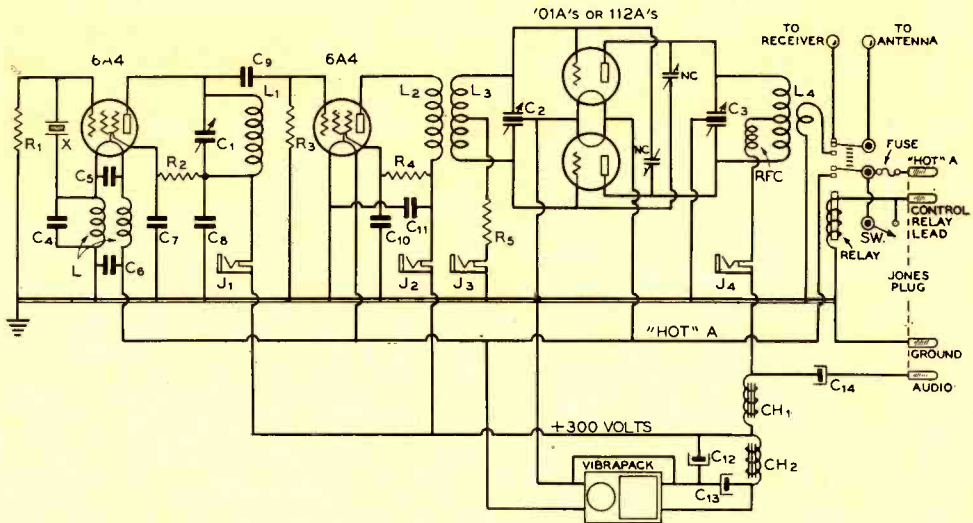 '01A's OR 112A's
TO RECEIVER
TO ANTENNA
6A4
C9
6A4
NC
L1
L2
L3
C2
C3
L4
R1
X
C1
R3
FUSE
"HOT" A
C5
R2
R4
NC
RFC
CONTROL RELAY LEAD
C4
L
C7
C8
C11
C10
R5
SW.
RELAY
C6
J1
J2
J3
J4
JONES PLUG
"HOT" A
GROUND
C14
AUDIO
CH1
+300 VOLTS
C12
CH2
VIBRAPACK
C13